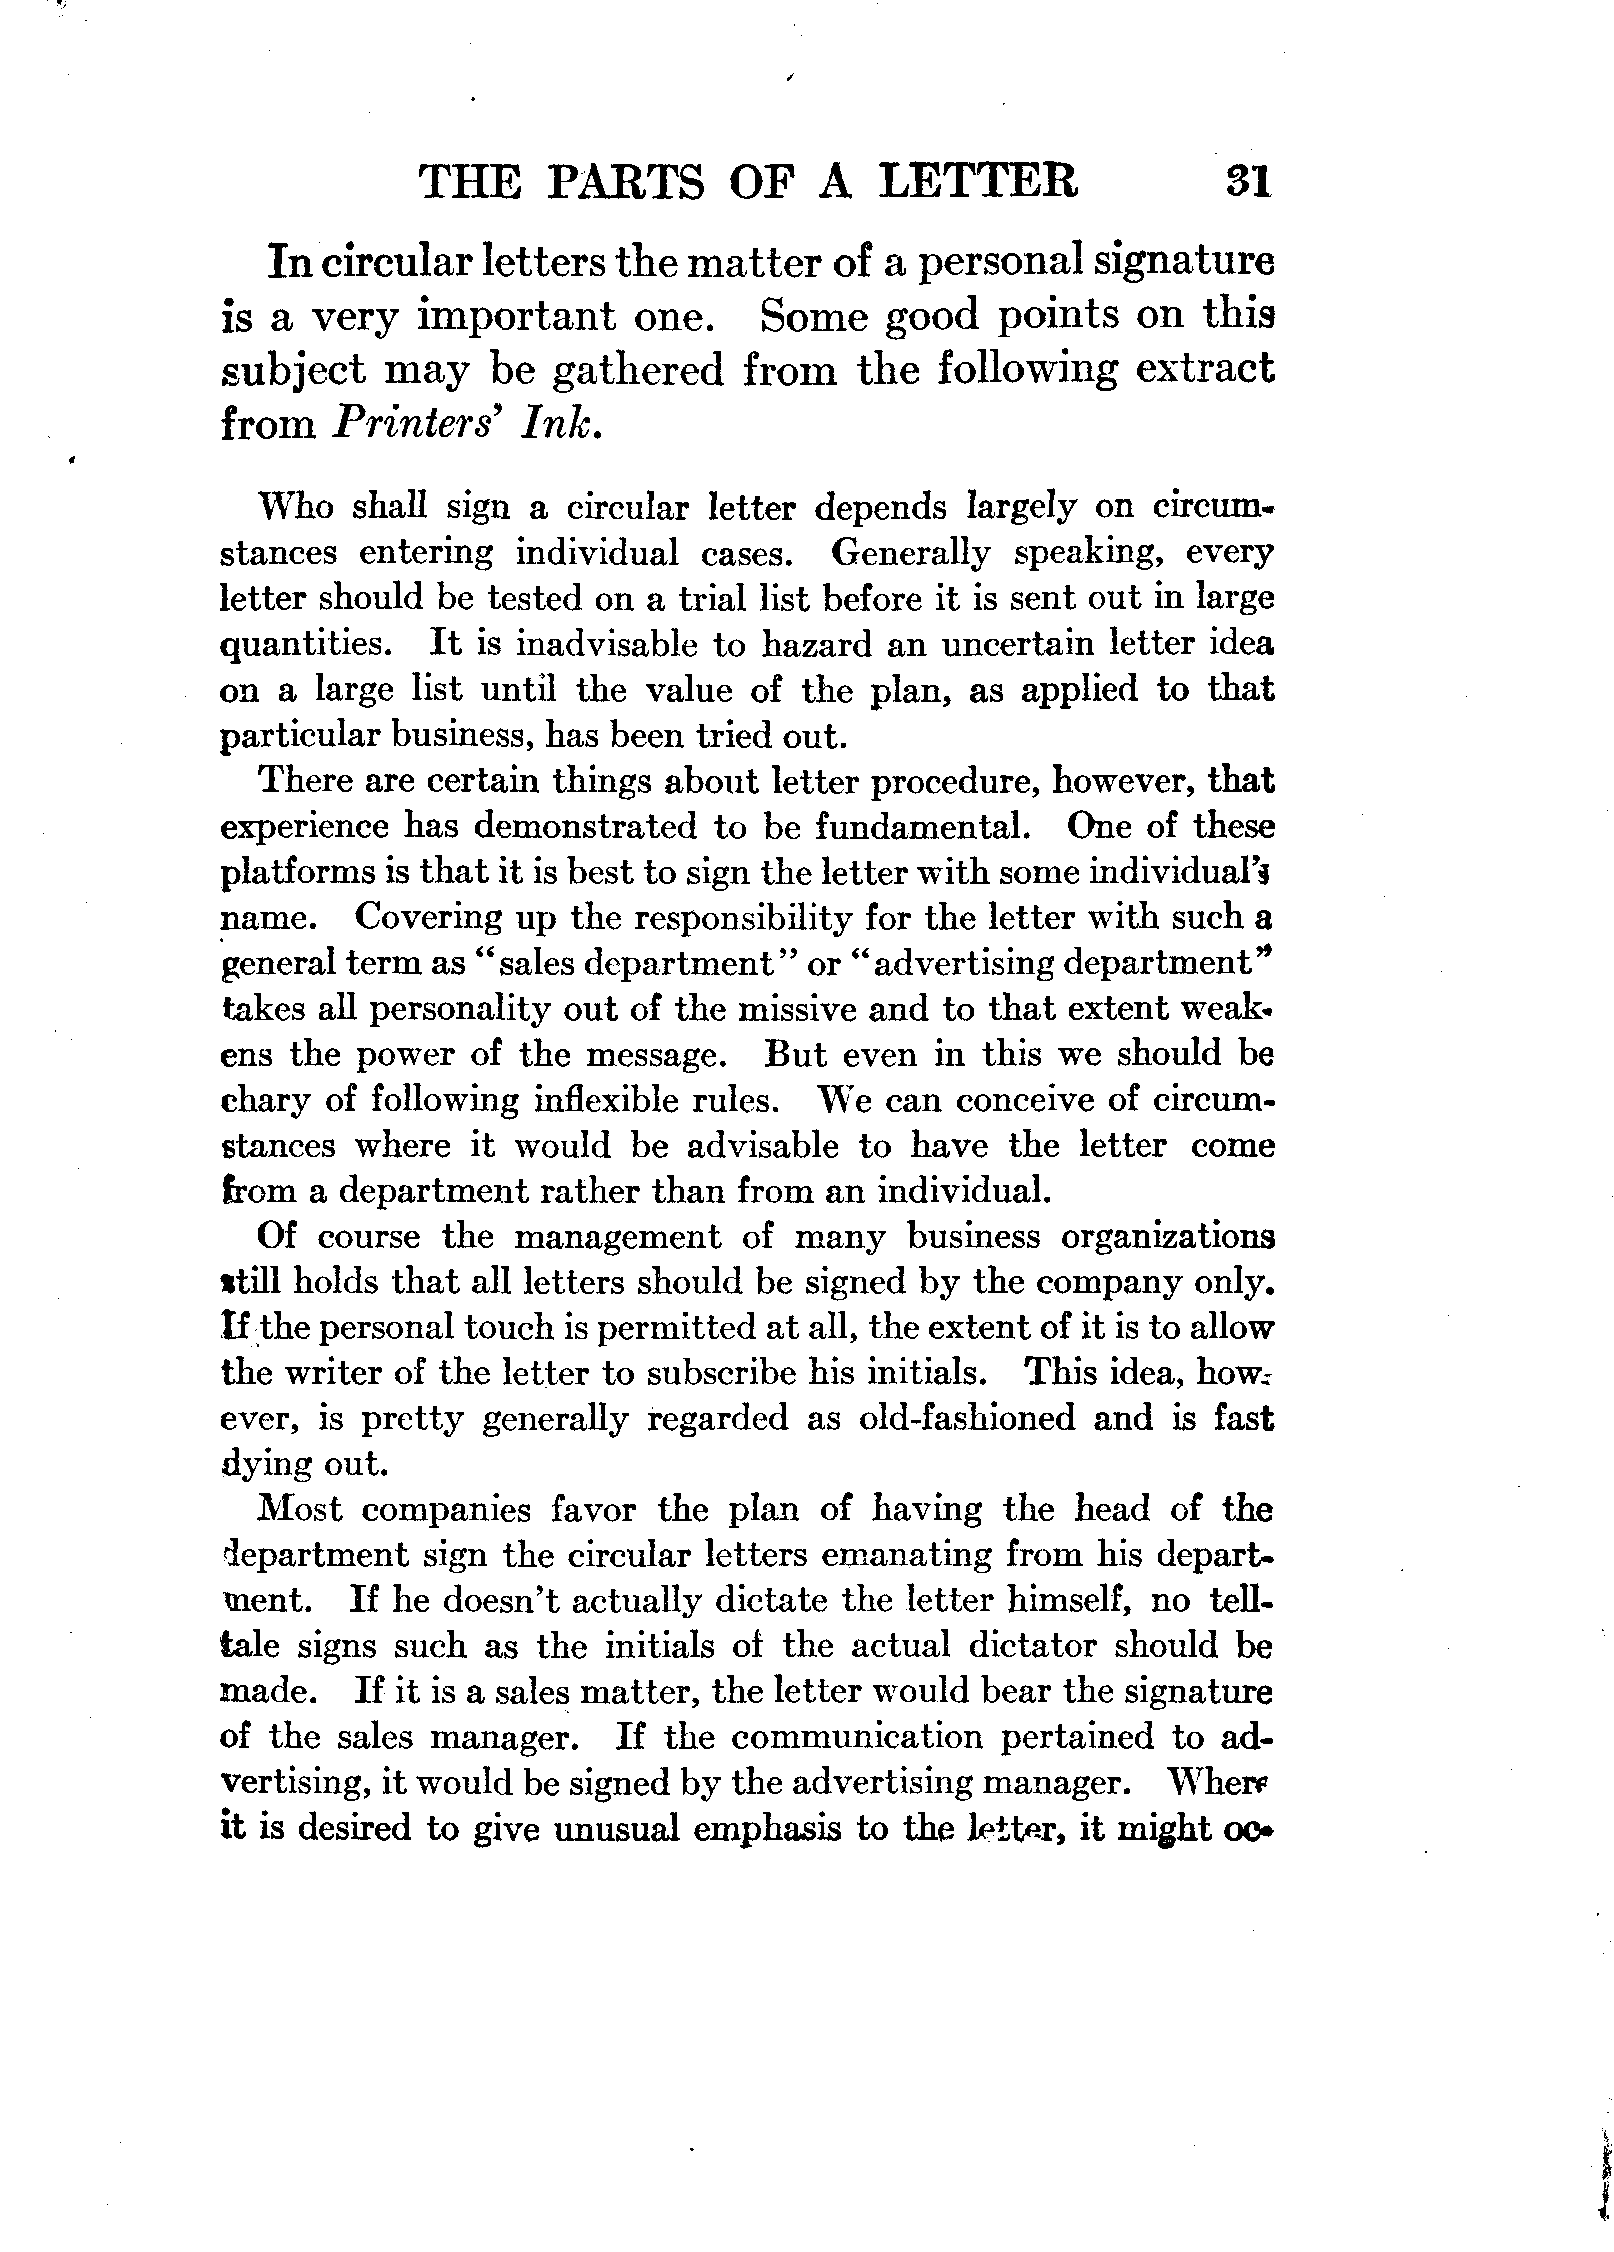 THE PARTS OF A LETTER 31
In circular letters the matter of a personal signature
is a very important one. Some good points on this
subject may be gathered from the following extract
from Printers' Ink.
Who shall sign a circular letter depends largely on circum-
stances entering individual cases. Generally speaking, every
letter should be tested on a trial list before it is sent out in large
quantities. It is inadvisable to hazard an uncertain letter idea
on a large list until the value of the plan, as applied to that
particular business, has been tried out.
There are certain things about letter procedure, however, that
experience has demonstrated to be fundamental. One of these
platforms is that it is best to sign the letter with some individual's
name. Covering up the responsibility for the letter with such a
general term as "sales department" or "advertising department"
takes all personality out of the missive and to that extent weak-
ens the power of the message. But even in this we should be
chary of following inflexible rules. We can conceive of circum-
stances where it would be advisable to have the letter come
from a department rather than from an individual.
Of course the management of many business organizations
still holds that all letters should be signed by the company only.
If the personal touch is permitted at all, the extent of it is to allow
the writer of the letter to subscribe his initials. This idea, how-
ever, is pretty generally regarded as old-fashioned and is fast
dying out.
Most companies favor the plan of having the head of the
department sign the circular letters emanating from his depart-
ment. If he doesn't actually dictate the letter himself, no tell-
tale signs such as the initials of the actual dictator should be
made. If it is a sales matter, the letter would bear the signature
of the sales manager. If the communication pertained to ad-
vertising, it would be signed by the advertising manager. Where
it is desired to give unusual emphasis to the letter, it might oc-